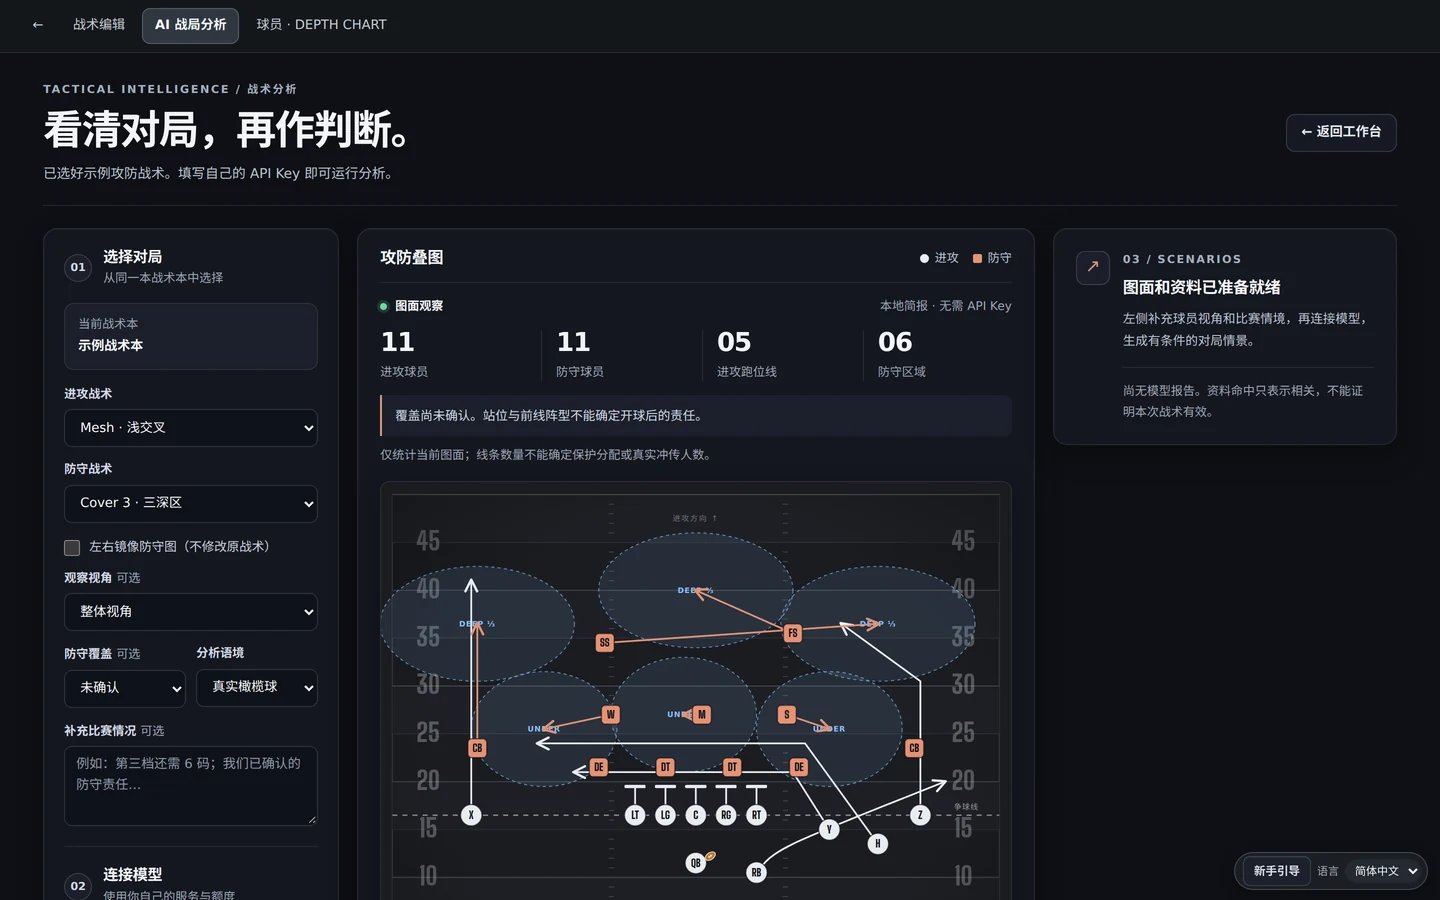 ← 战术编辑 AI 战局分析 球员 · DEPTH CHART
TACTICAL INTELLIGENCE / 战术分析
看清对局，再作判断。
← 返回工作台
已选好示例攻防战术。填写自己的 API Key 即可运行分析。
01 选择对局
从同一本战术本中选择
当前战术本
示例战术本
进攻战术
Mesh · 浅交叉
防守战术
Cover 3 · 三深区
左右镜像防守图（不修改原战术）
观察视角 可选
整体视角
防守覆盖 可选 分析语境
未确认 真实橄榄球
补充比赛情况 可选
例如：第三档还需 6 码；我们已确认的
防守责任…
02 连接模型
使用你自己的服务与额度
攻防叠图 进攻 防守
图面观察 本地简报 · 无需 API Key
11 11 05 06
进攻球员 防守球员 进攻跑位线 防守区域
覆盖尚未确认。站位与前线阵型不能确定开球后的责任。
仅统计当前图面；线条数量不能确定保护分配或真实冲传人数。
进攻方向 ↑
45 45
40 DEEP ⅓ 40
35 DEEP ⅓ SS FS DEEP ⅓ 35
30 30
W M S
25 UNDER UNDER UNDER 25
CB CB
DE DT DT DE
20 20
争球线
X LT LG C RG RT Z
15 Y 15
H
QB
RB
10 10
03 / SCENARIOS
图面和资料已准备就绪
左侧补充球员视角和比赛情境，再连接模型，
生成有条件的对局情景。
尚无模型报告。资料命中只表示相关，不能证
明本次战术有效。
新手引导 语言 简体中文